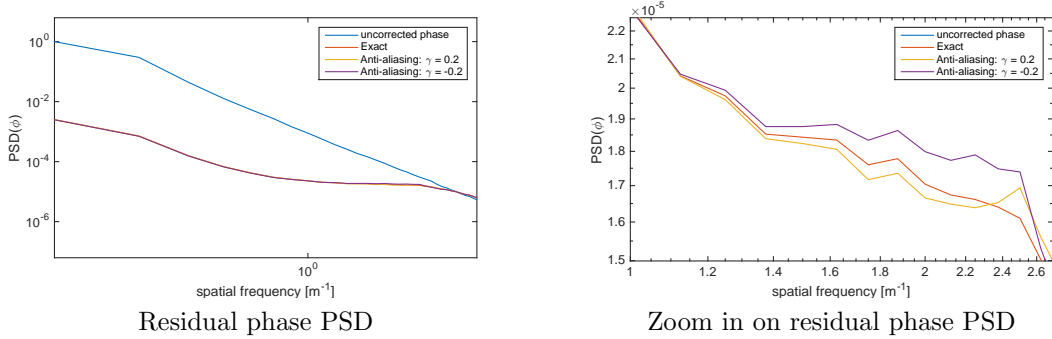 10^0
10^-2
10^-4
10^-6
PSD(ϕ)
10^0
spatial frequency [m^-1]
uncorrected phase
Exact
Anti-aliasing: γ = 0.2
Anti-aliasing: γ = -0.2
Residual phase PSD
×10^-5
2.2
2.1
2
1.9
1.8
1.7
1.6
1.5
PSD(ϕ)
1
1.2
1.4
1.6
1.8
2
2.2
2.4
2.6
spatial frequency [m^-1]
uncorrected phase
Exact
Anti-aliasing: γ = 0.2
Anti-aliasing: γ = -0.2
Zoom in on residual phase PSD